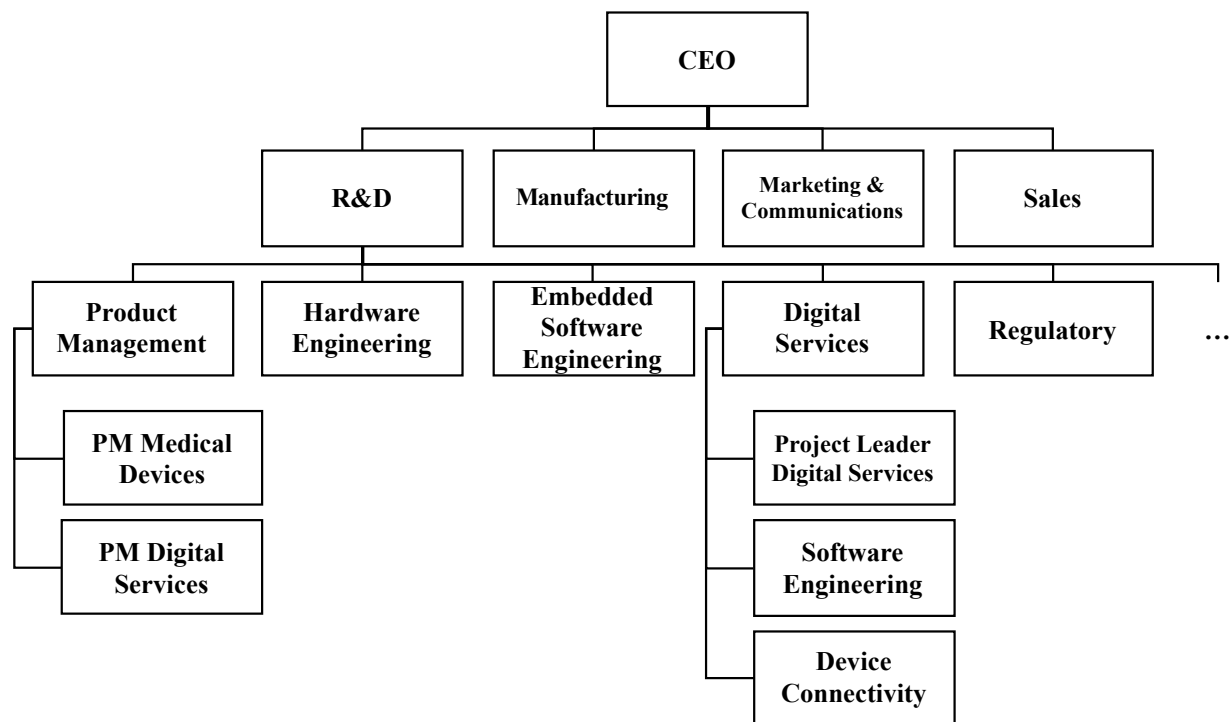 CEO
R&D
Manufacturing
Marketing &
Communications
Sales
Product
Management
Hardware
Engineering
Embedded
Software
Engineering
Digital
Services
Regulatory
...
PM Medical
Devices
PM Digital
Services
Project Leader
Digital Services
Software
Engineering
Device
Connectivity